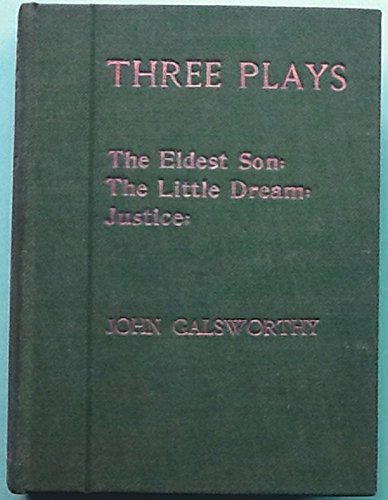 THREE PLAYS
The Eldest Son:
The Little Dream:
Justice:
JOHN GALSWORTHY